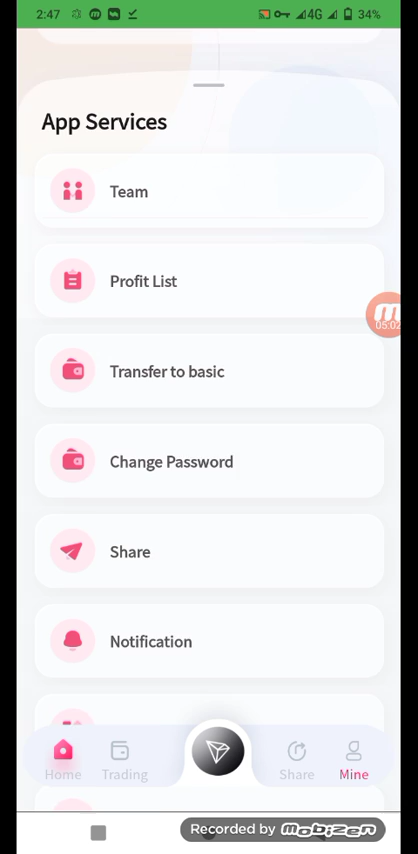 2:47
4G
34%
App Services
Team
Profit List
05:02
Transfer to basic
Change Password
Share
Notification
Home
Trading
Share
Mine
Recorded by mobizen